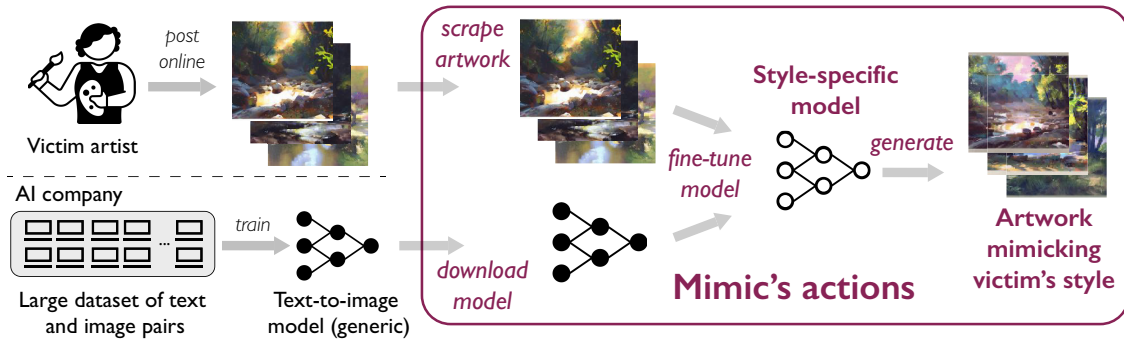 post
online
Victim artist
AI company
...
train
Large dataset of text
and image pairs
Text-to-image
model (generic)
scrape
artwork
download
model
fine-tune
model
Style-specific
model
generate
Artwork
mimicking
victim's style
Mimic's actions